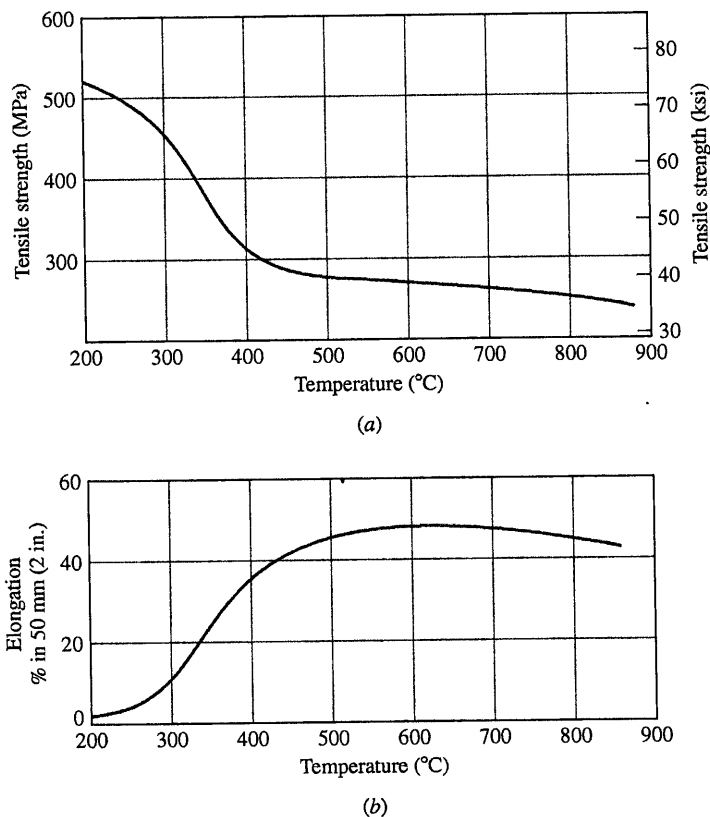 600
500
400
300
Tensile strength (MPa)
80
70
60
50
40
30
Tensile strength (ksi)
200 300 400 500 600 700 800 900
Temperature (°C)
(a)
60
40
20
0
Elongation
% in 50 mm (2 in.)
200 300 400 500 600 700 800 900
Temperature (°C)
(b)